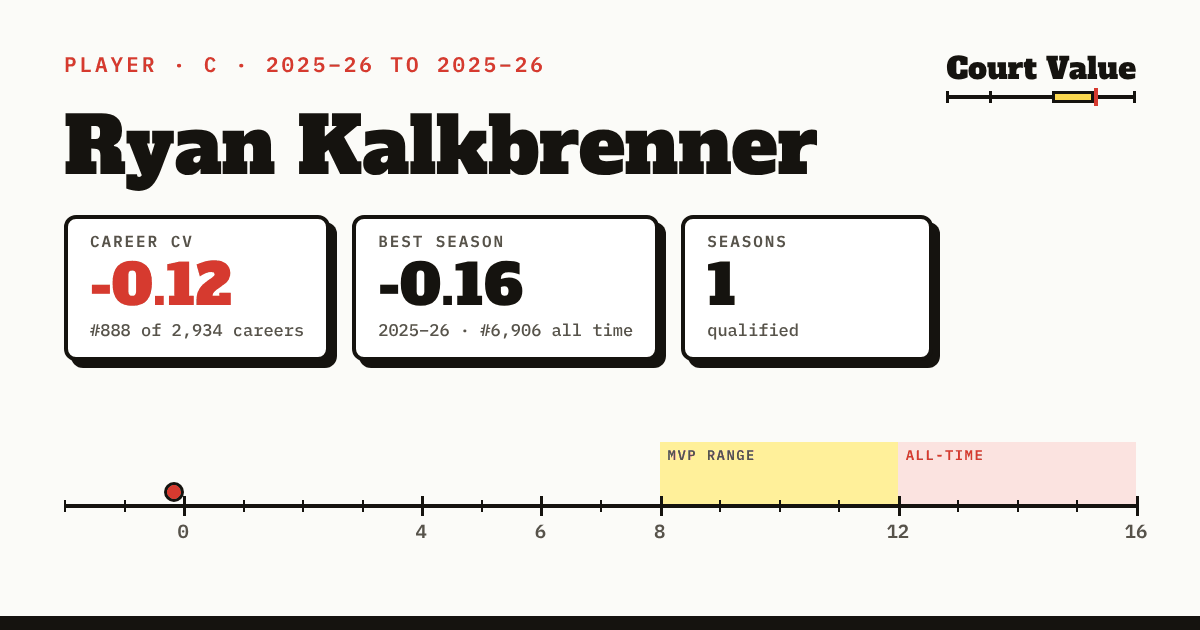 PLAYER · C · 2025–26 TO 2025–26
Court Value
Ryan Kalkbrenner
CAREER CV
-0.12
#888 of 2,934 careers
BEST SEASON
-0.16
2025–26 · #6,906 all time
SEASONS
1
qualified
MVP RANGE
ALL-TIME
0 4 6 8 12 16